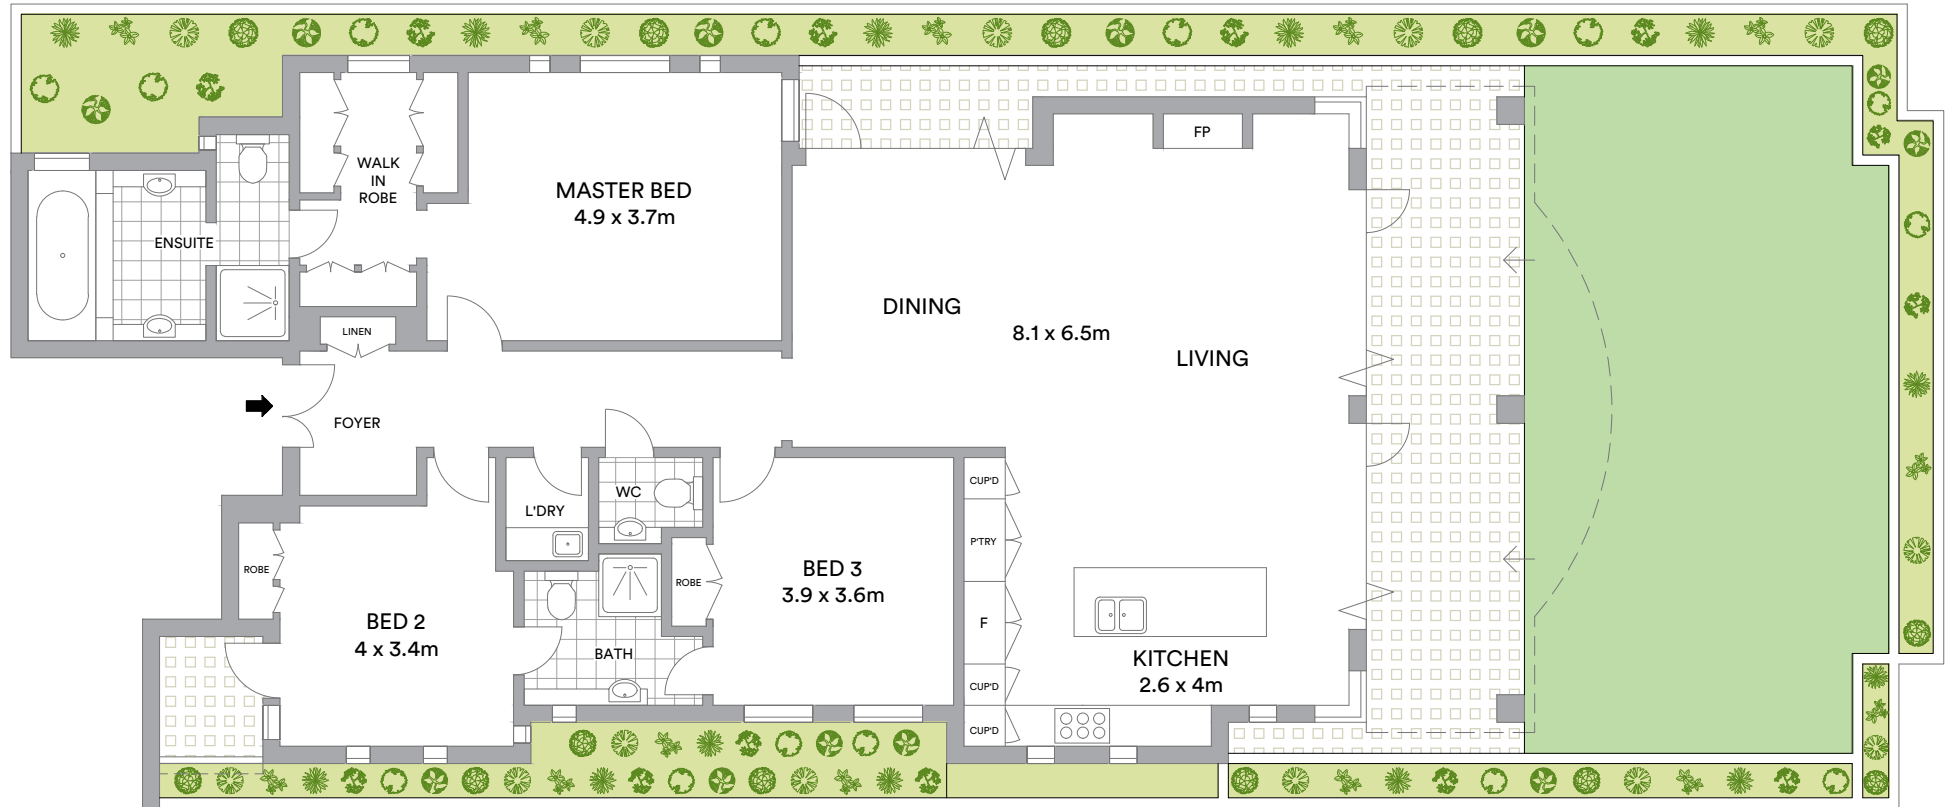 FP
WALK
IN
ROBE
MASTER BED
4.9 x 3.7m
ENSUITE
DINING
8.1 x 6.5m
LINEN
LIVING
FOYER
CUP'D
WC
L'DRY
P'TRY
ROBE
BED 3
3.9 x 3.6m
ROBE
BED 2
4 x 3.4m
F
BATH
KITCHEN
2.6 x 4m
CUP'D
CUP'D